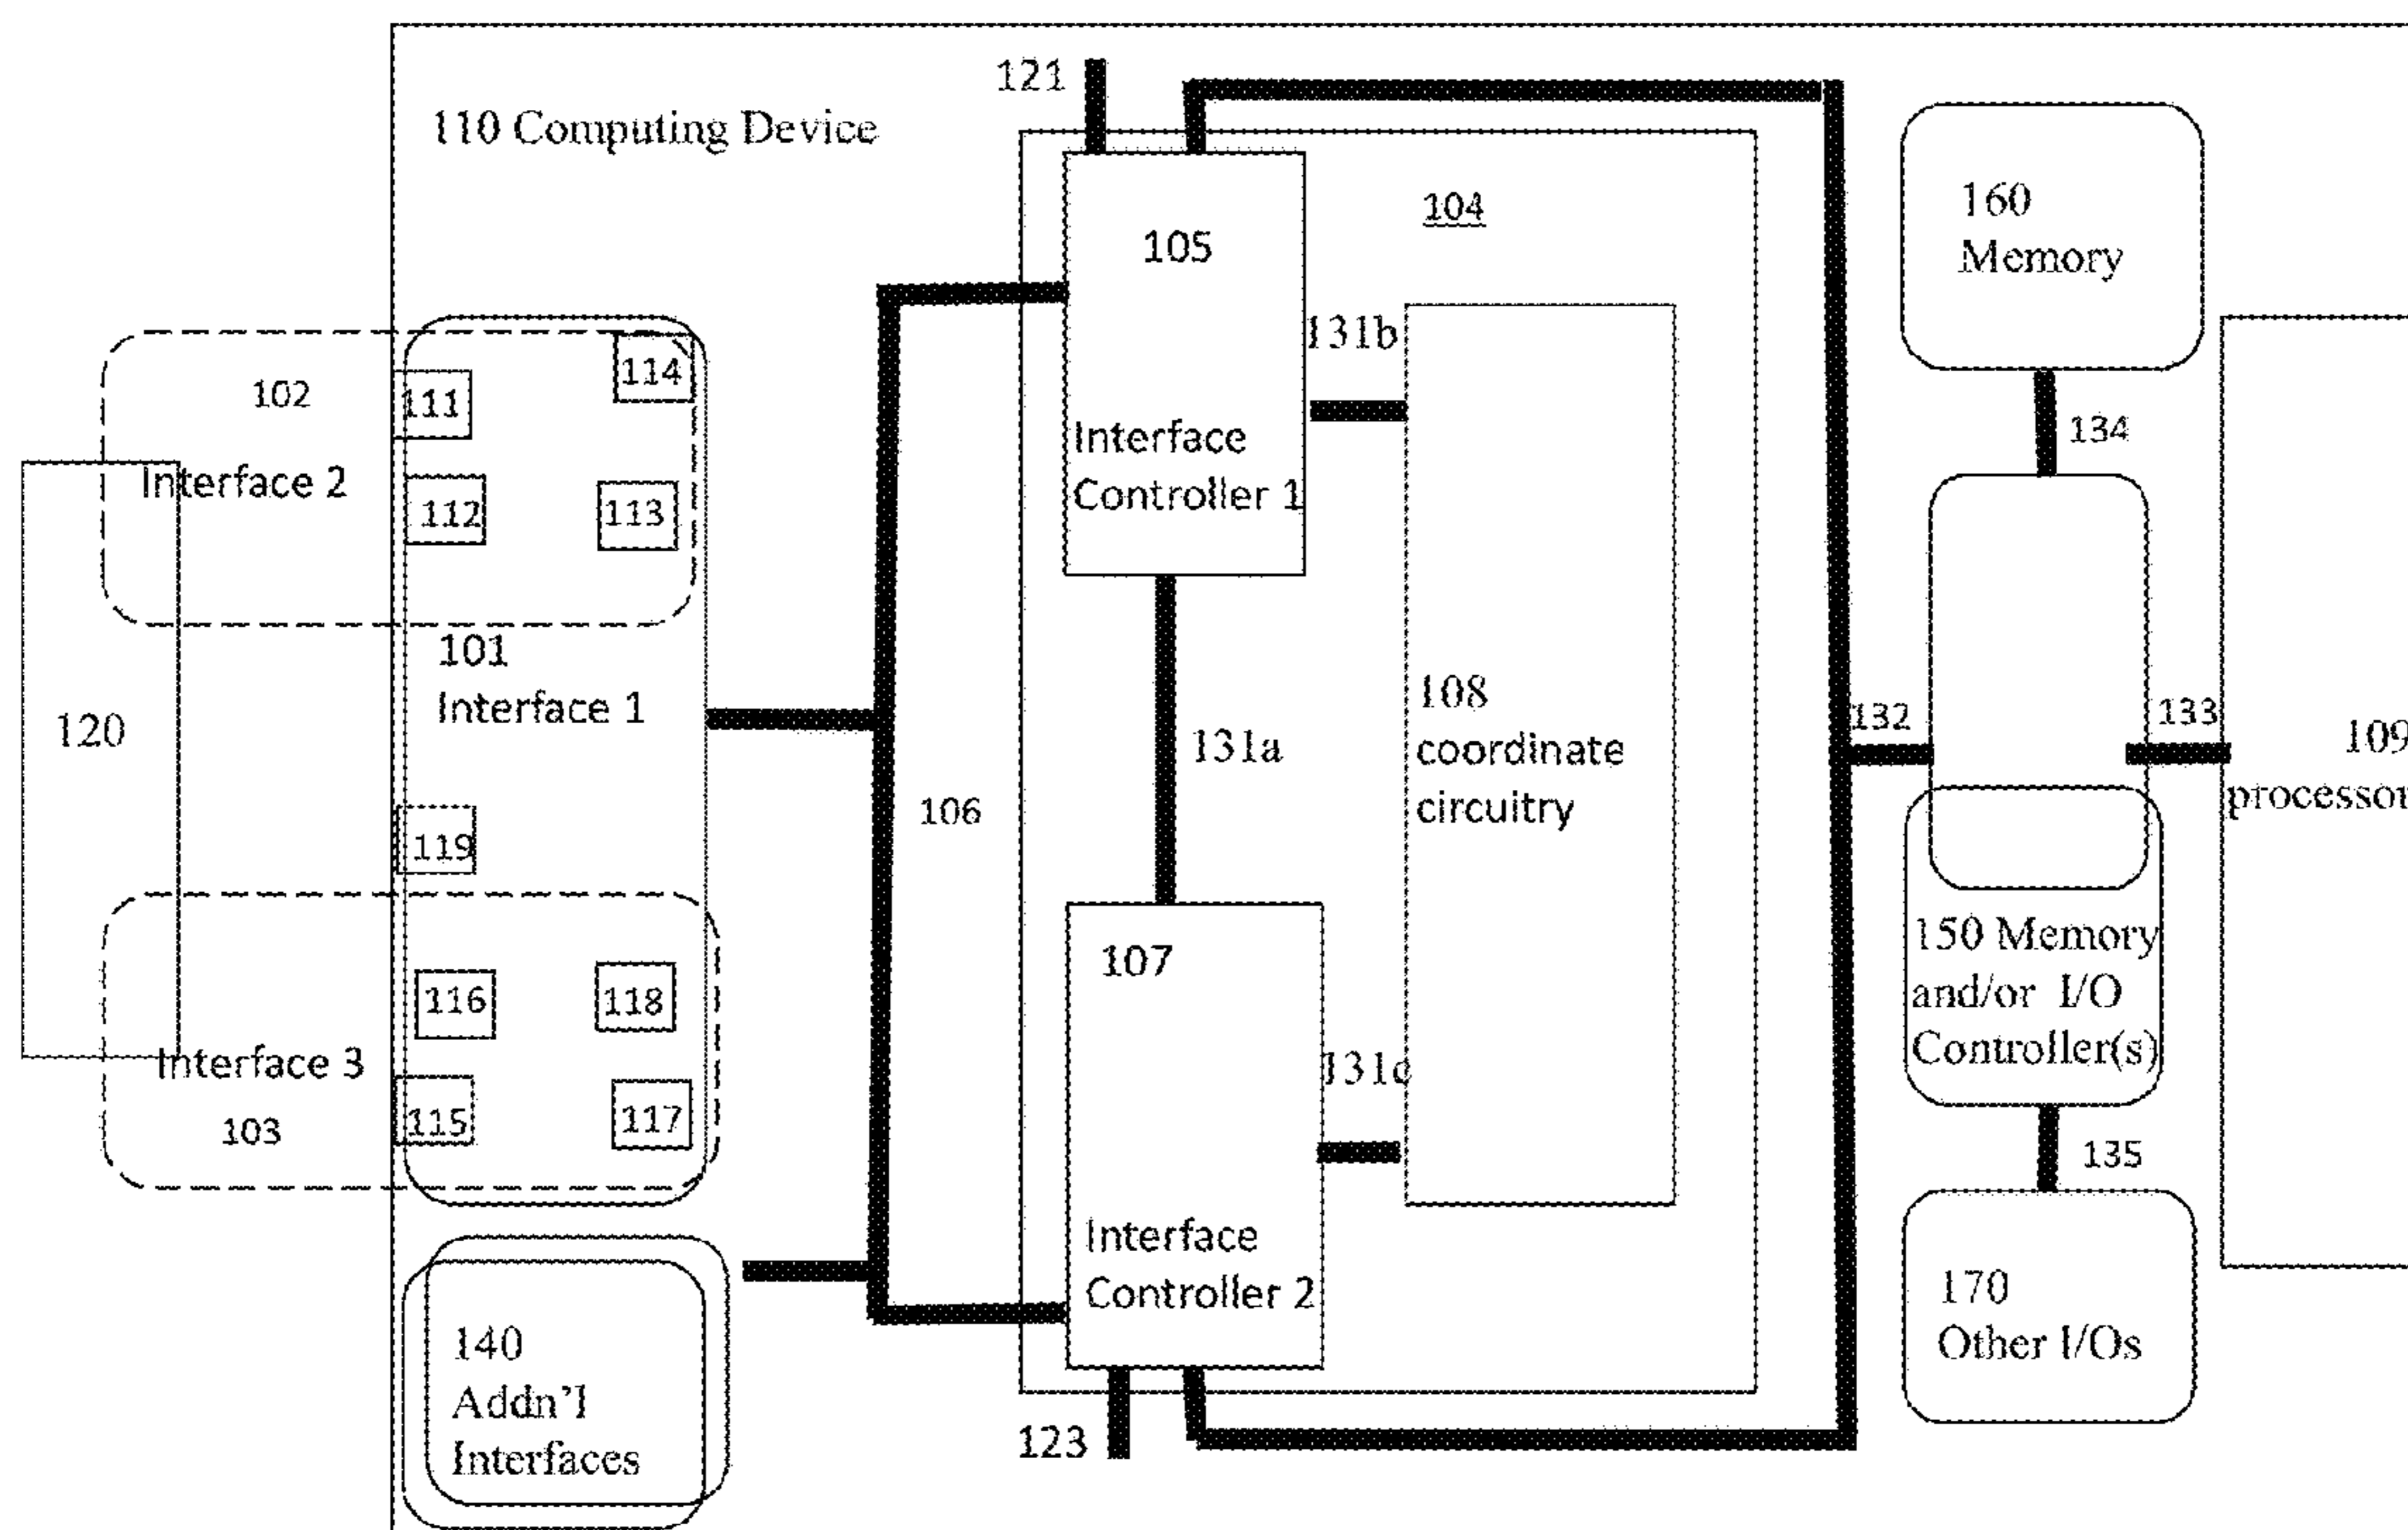 121
110 Computing Device
104
160
Memory
105
131b
114
102
111
134
Interface
Controller 1
Interface 2
112
113
101
Interface 1
108
coordinate
circuitry
132
133
109
processor
120
131a
106
119
150 Memory
and/or I/O
Controller(s)
107
116
118
131c
Interface 3
115
117
103
135
Interface
Controller 2
170
Other I/Os
140
Addn'l
Interfaces
123